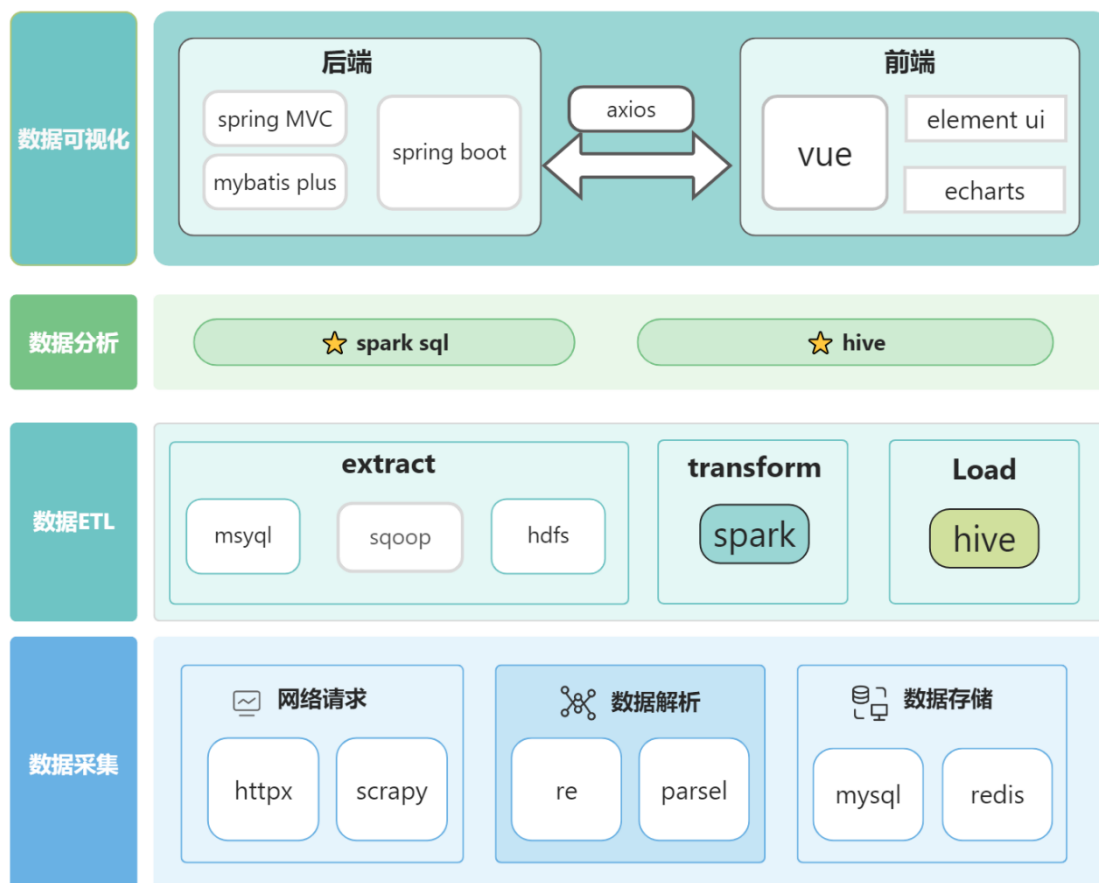 数据可视化
后端
spring MVC
mybatis plus
spring boot
axios
前端
vue
element ui
echarts
数据分析
spark sql
hive
数据ETL
extract
msyql
sqoop
hdfs
transform
spark
Load
hive
数据采集
网络请求
httpx
scrapy
数据解析
re
parsel
数据存储
mysql
redis